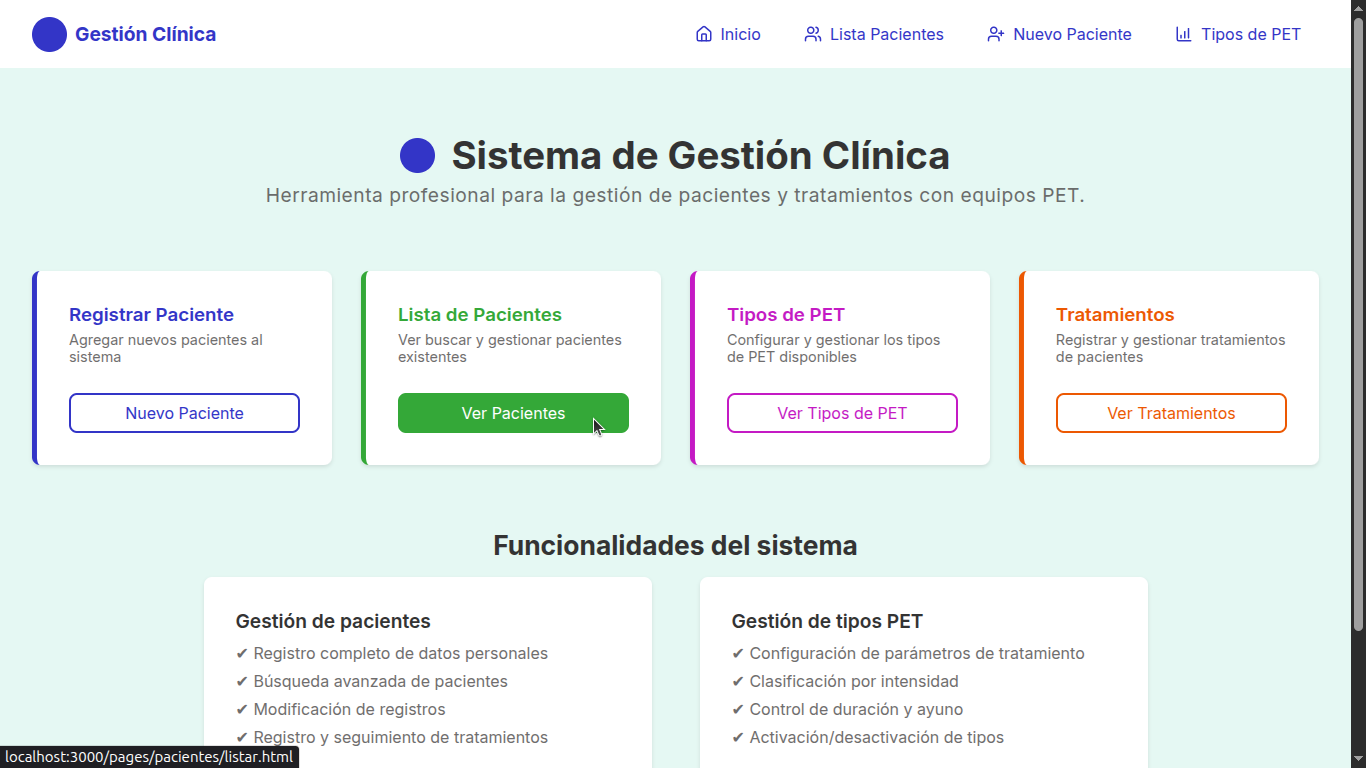 Gestión Clínica
Inicio
Lista Pacientes
Nuevo Paciente
Tipos de PET
Sistema de Gestión Clínica
Herramienta profesional para la gestión de pacientes y tratamientos con equipos PET.
Registrar Paciente
Agregar nuevos pacientes al
sistema
Nuevo Paciente
Lista de Pacientes
Ver buscar y gestionar pacientes
existentes
Ver Pacientes
Tipos de PET
Configurar y gestionar los tipos
de PET disponibles
Ver Tipos de PET
Tratamientos
Registrar y gestionar tratamientos
de pacientes
Ver Tratamientos
Funcionalidades del sistema
Gestión de pacientes
✔ Registro completo de datos personales
✔ Búsqueda avanzada de pacientes
✔ Modificación de registros
✔ Registro y seguimiento de tratamientos
Gestión de tipos PET
✔ Configuración de parámetros de tratamiento
✔ Clasificación por intensidad
✔ Control de duración y ayuno
✔ Activación/desactivación de tipos
localhost:3000/pages/pacientes/listar.html